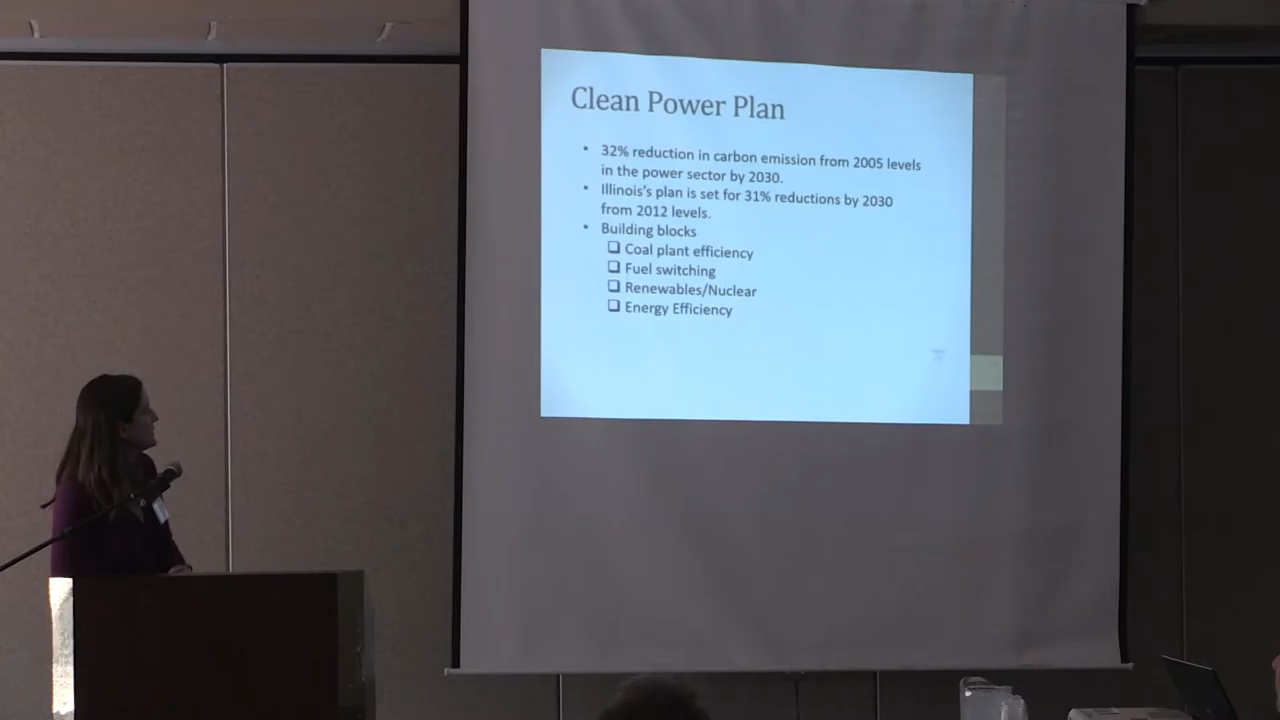 Clean Power Plan
• 32% reduction in carbon emission from 2005 levels
in the power sector by 2030.
• Illinois's plan is set for 31% reductions by 2030
from 2012 levels.
• Building blocks
❑ Coal plant efficiency
❑ Fuel switching
❑ Renewables/Nuclear
❑ Energy Efficiency